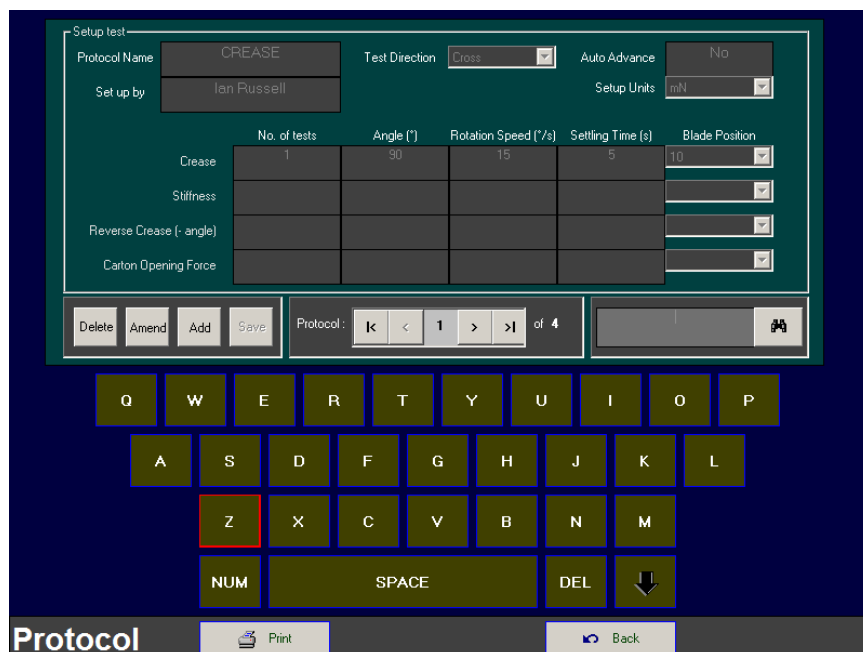 Setup test
Protocol Name CREASE Test Direction Cross Auto Advance No
Set up by Ian Russell Setup Units mN
No. of tests Angle (°) Rotation Speed (°/s) Settling Time (s) Blade Position
Crease 1 90 15 5 10
Stiffness
Reverse Crease (- angle)
Carton Opening Force
Delete Amend Add Save Protocol : 1 of 4
Q W E R T Y U I O P
A S D F G H J K L
Z X C V B N M
NUM SPACE DEL
Protocol Print Back